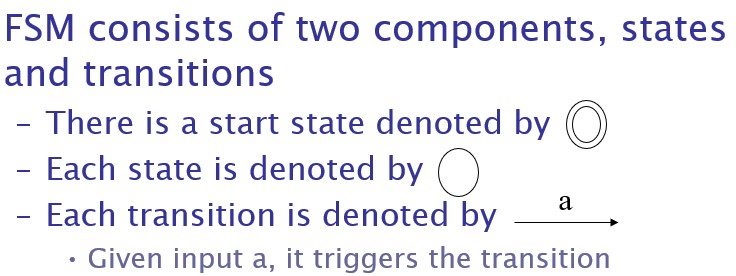 FSM consists of two components, states
and transitions
– There is a start state denoted by
– Each state is denoted by
– Each transition is denoted by a
• Given input a, it triggers the transition